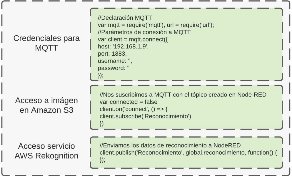 Credenciales para
MQTT
//Declaración MQTT
var mqtt = require('mqtt'), url = require('url');
//Parametros de conexión a MQTT
var client = mqtt.connect({
host: '192.168.1.9',
port: 1883,
username: '',
password: ''
});
Acceso a imágen
en Amazon S3
//Nos suscribimos a MQTT con el tópico creado en Node RED
var connected = false
client.on('connect', () => {
client.subscribe('Reconocimiento')
})
Acceso servicio
AWS Rekognition
//Enviamos los datos de reconocimiento a NodeRED
client.publish('Reconocimiento', global.reconocimiento, function() {
});